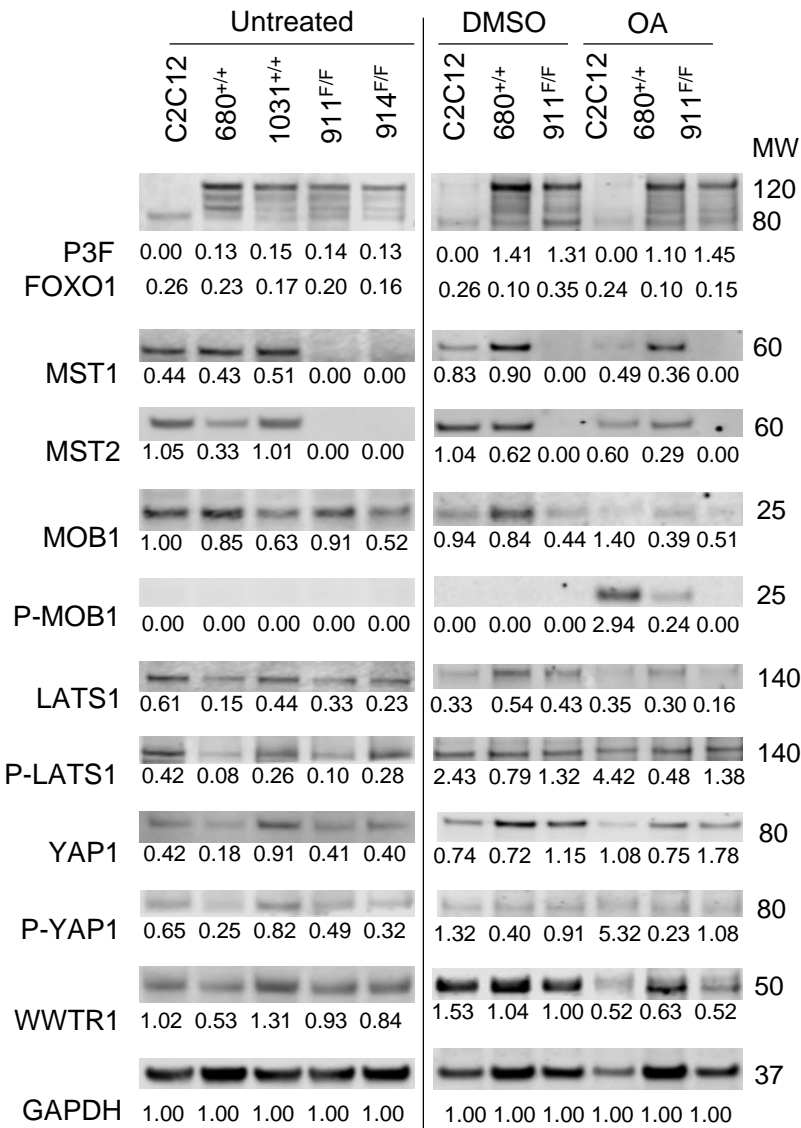 Untreated DMSO OA
C2C12 680+/+ 1031+/+ 911F/F 914F/F C2C12 680+/+ 911F/F C2C12 680+/+ 911F/F
MW
120
80
P3F 0.00 0.13 0.15 0.14 0.13 0.00 1.41 1.31 0.00 1.10 1.45
FOXO1 0.26 0.23 0.17 0.20 0.16 0.26 0.10 0.35 0.24 0.10 0.15
60
MST1 0.44 0.43 0.51 0.00 0.00 0.83 0.90 0.00 0.49 0.36 0.00
60
MST2 1.05 0.33 1.01 0.00 0.00 1.04 0.62 0.00 0.60 0.29 0.00
25
MOB1 1.00 0.85 0.63 0.91 0.52 0.94 0.84 0.44 1.40 0.39 0.51
25
P-MOB1 0.00 0.00 0.00 0.00 0.00 0.00 0.00 0.00 2.94 0.24 0.00
140
LATS1 0.61 0.15 0.44 0.33 0.23 0.33 0.54 0.43 0.35 0.30 0.16
140
P-LATS1 0.42 0.08 0.26 0.10 0.28 2.43 0.79 1.32 4.42 0.48 1.38
80
YAP1 0.42 0.18 0.91 0.41 0.40 0.74 0.72 1.15 1.08 0.75 1.78
80
P-YAP1 0.65 0.25 0.82 0.49 0.32 1.32 0.40 0.91 5.32 0.23 1.08
50
WWTR1 1.02 0.53 1.31 0.93 0.84 1.53 1.04 1.00 0.52 0.63 0.52
37
GAPDH 1.00 1.00 1.00 1.00 1.00 1.00 1.00 1.00 1.00 1.00 1.00